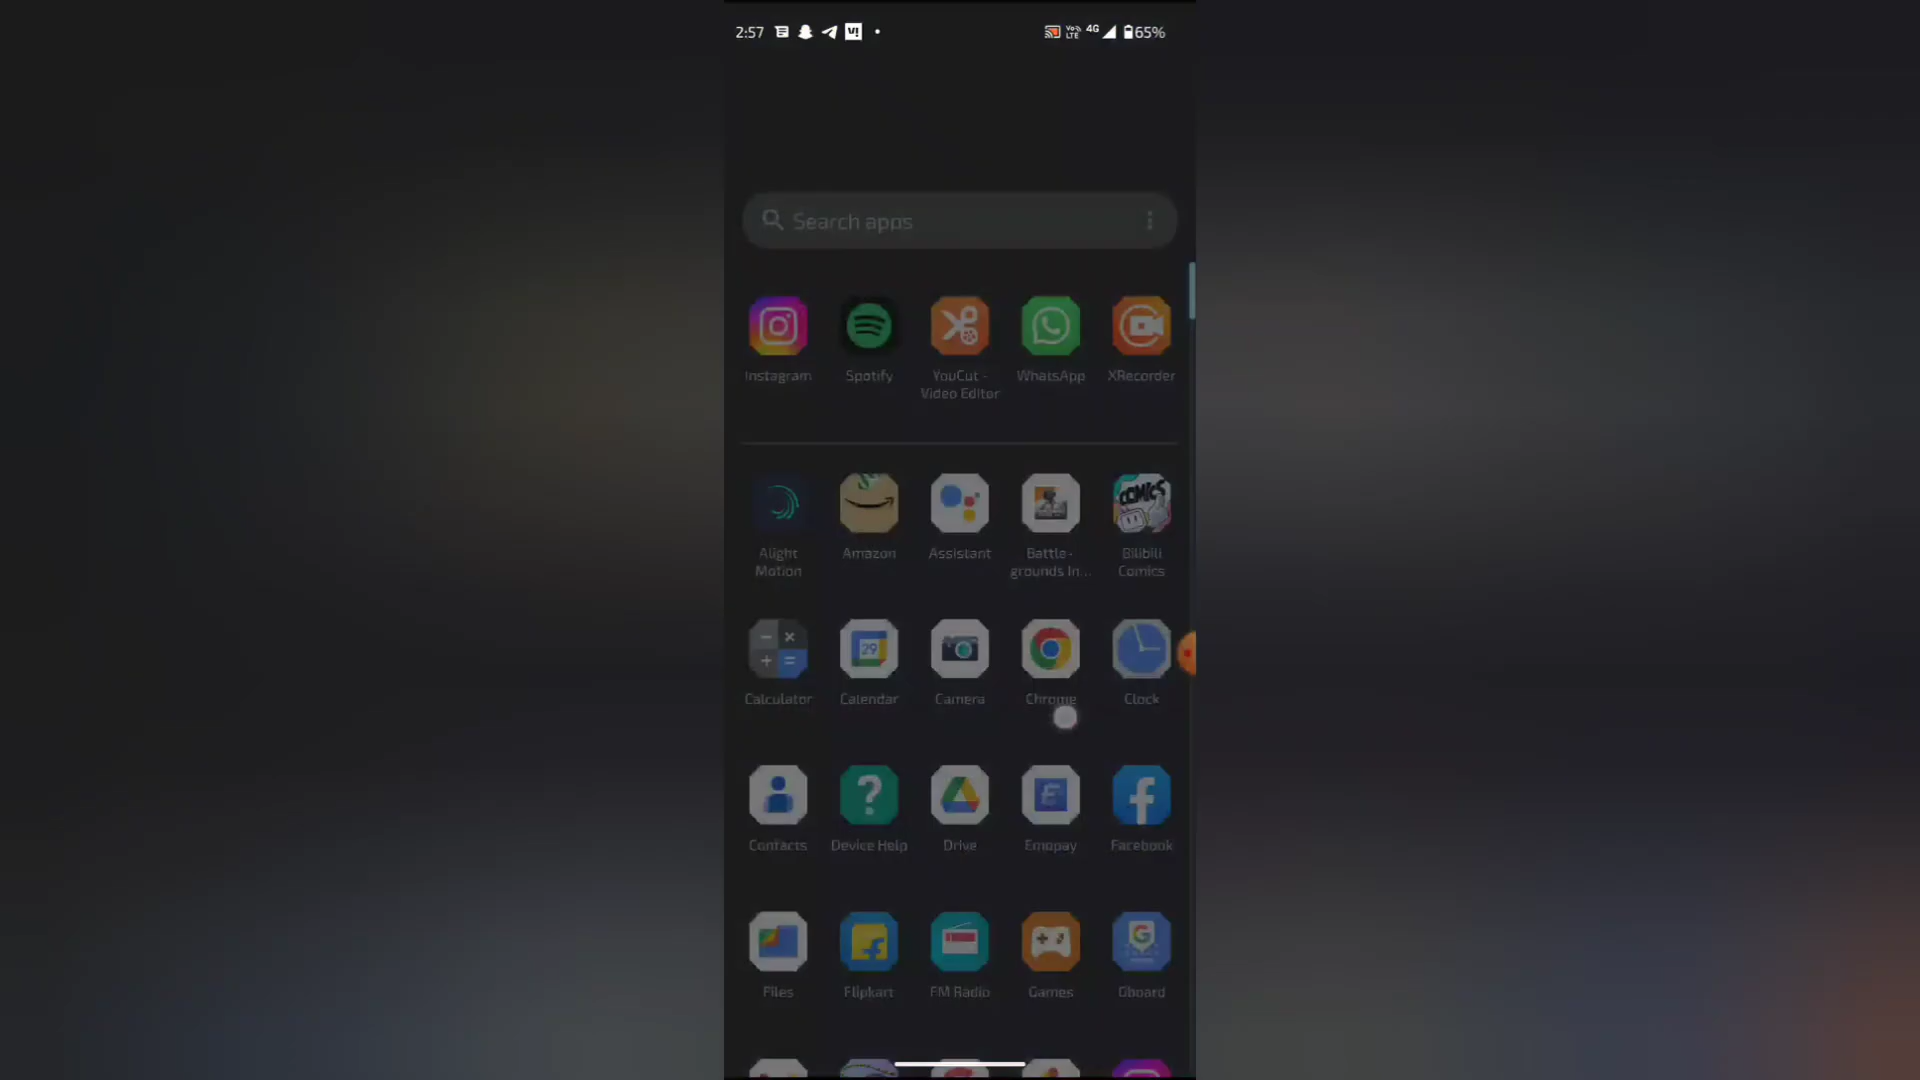 2:57 4G 65%
Search apps
Instagram Spotify YouCut - WhatsApp XRecorder
Video Editor
Alight Amazon Assistant Battle- Bilibili
Motion grounds In... Comics
Calculator Calendar Camera Chrome Clock
Contacts Device Help Drive Emopay Facebook
Files Flipkart FM Radio Games Gboard